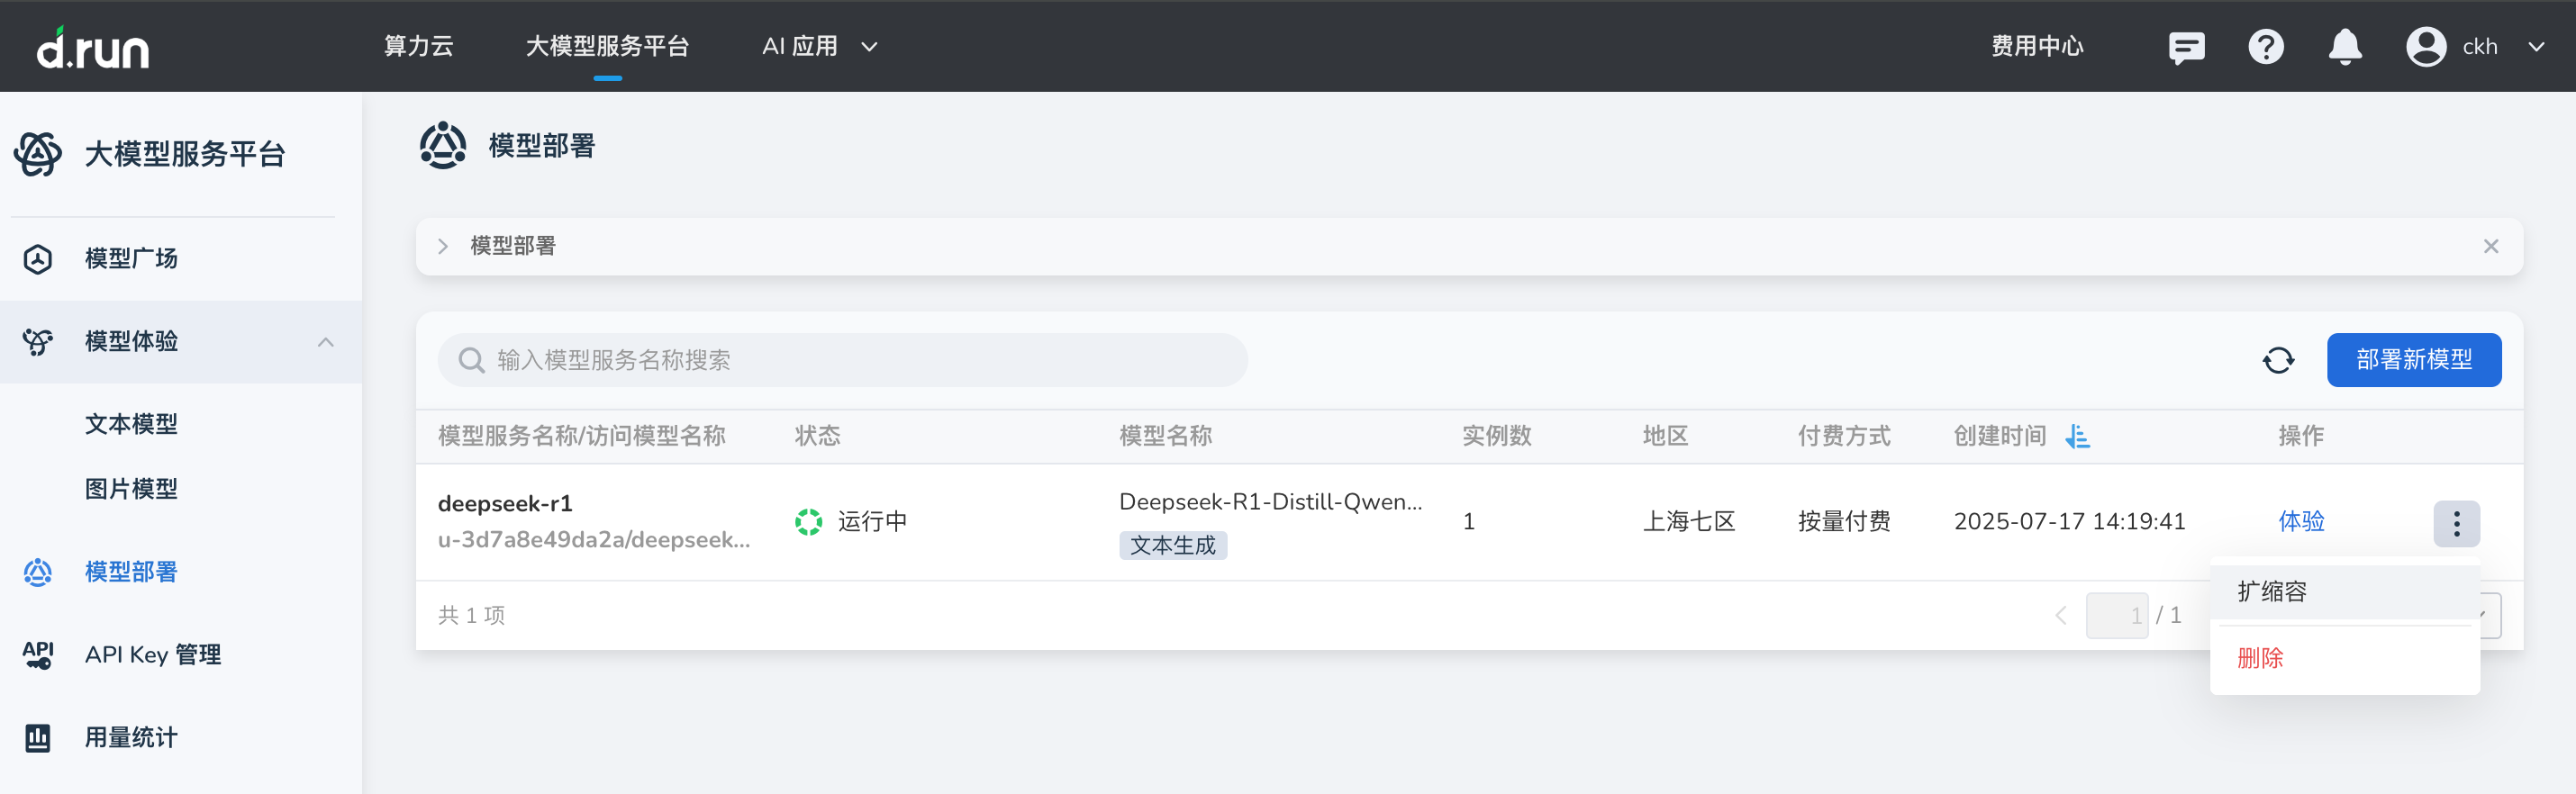 d.run
算力云
大模型服务平台
AI 应用
费用中心
ckh
大模型服务平台
模型广场
模型体验
文本模型
图片模型
模型部署
API Key 管理
用量统计
模型部署
模型部署
输入模型服务名称搜索
部署新模型
模型服务名称/访问模型名称 状态 模型名称 实例数 地区 付费方式 创建时间 操作
deepseek-r1
u-3d7a8e49da2a/deepseek...
运行中
Deepseek-R1-Distill-Qwen...
文本生成
1
上海七区
按量付费
2025-07-17 14:19:41
体验
扩缩容
删除
共 1 项
1 / 1